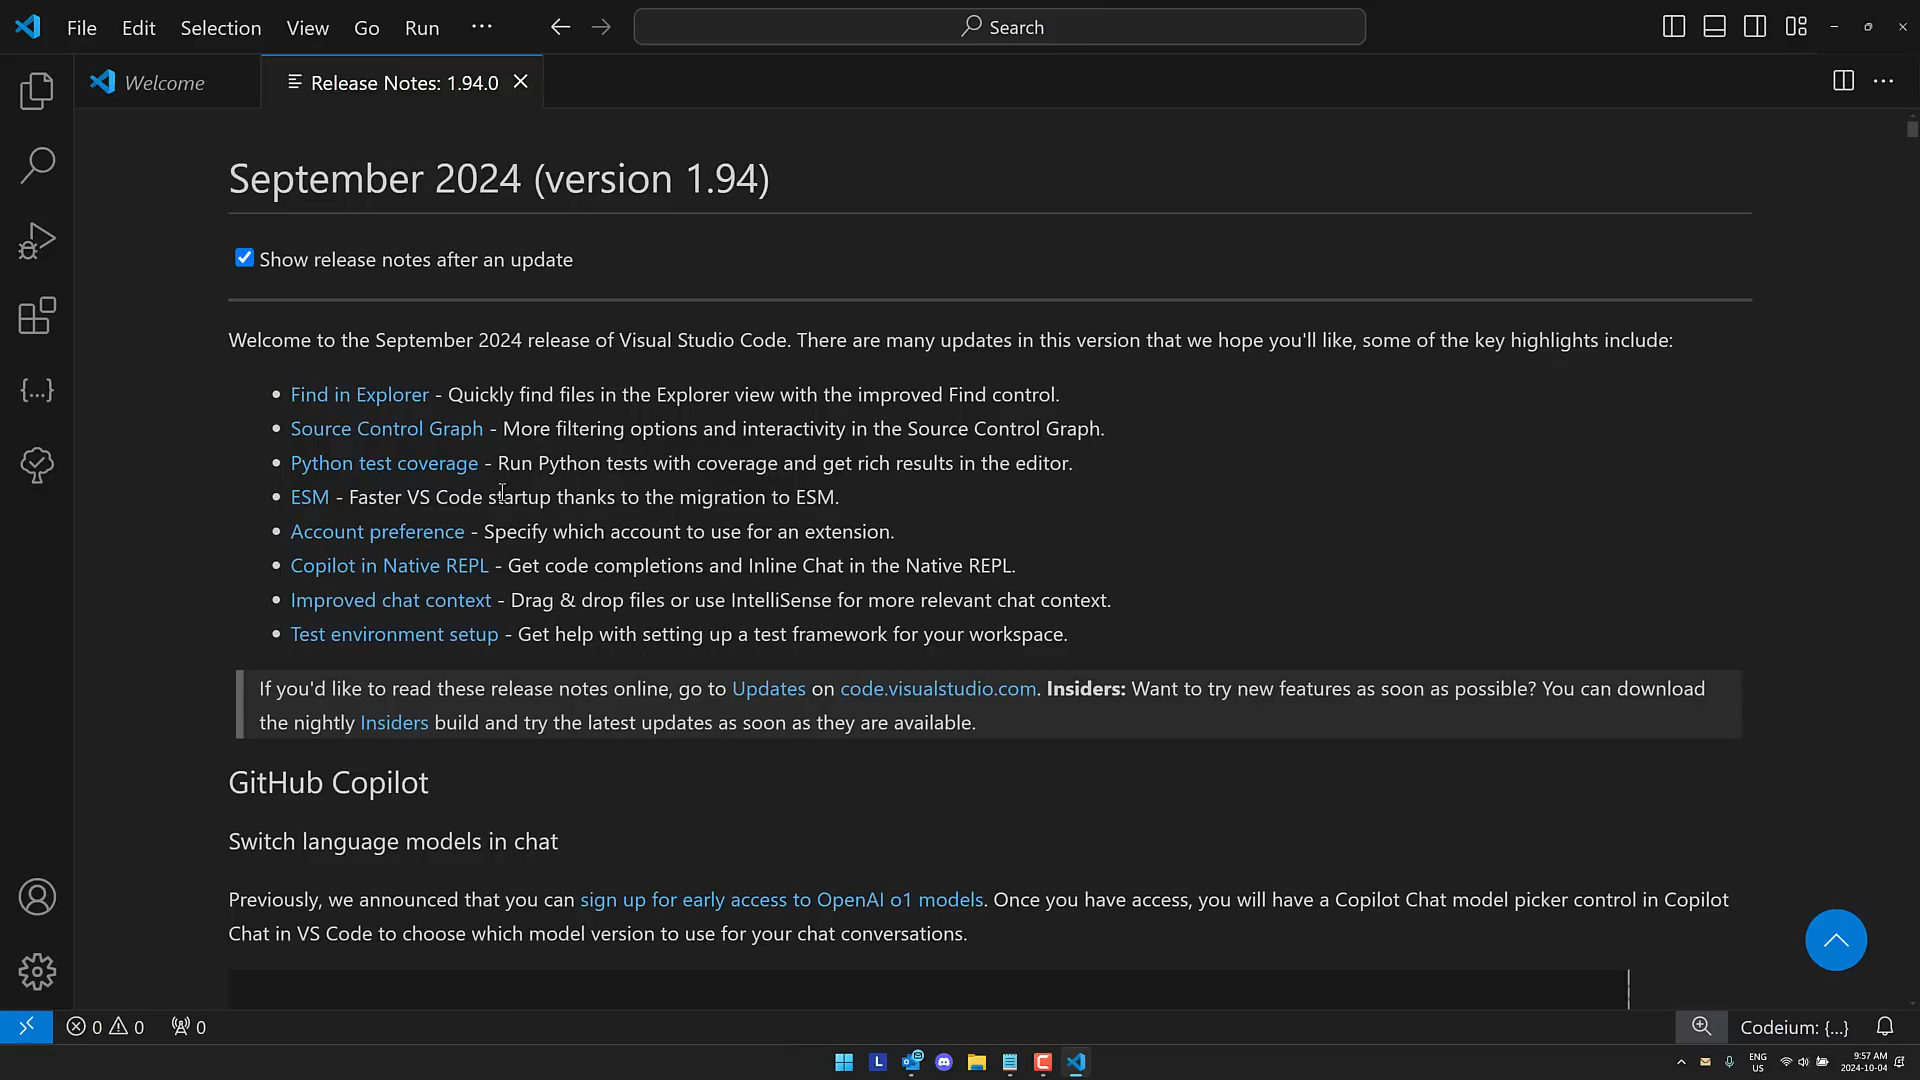 File Edit Selection View Go Run ··· Search
Welcome Release Notes: 1.94.0
September 2024 (version 1.94)
Show release notes after an update
Welcome to the September 2024 release of Visual Studio Code. There are many updates in this version that we hope you'll like, some of the key highlights include:
• Find in Explorer - Quickly find files in the Explorer view with the improved Find control.
• Source Control Graph - More filtering options and interactivity in the Source Control Graph.
• Python test coverage - Run Python tests with coverage and get rich results in the editor.
• ESM - Faster VS Code startup thanks to the migration to ESM.
• Account preference - Specify which account to use for an extension.
• Copilot in Native REPL - Get code completions and Inline Chat in the Native REPL.
• Improved chat context - Drag & drop files or use IntelliSense for more relevant chat context.
• Test environment setup - Get help with setting up a test framework for your workspace.
If you'd like to read these release notes online, go to Updates on code.visualstudio.com. Insiders: Want to try new features as soon as possible? You can download
the nightly Insiders build and try the latest updates as soon as they are available.
GitHub Copilot
Switch language models in chat
Previously, we announced that you can sign up for early access to OpenAI o1 models. Once you have access, you will have a Copilot Chat model picker control in Copilot
Chat in VS Code to choose which model version to use for your chat conversations.
0 0 0 Codeium: {...}
L ENG 9:57 AM
US 2024-10-04